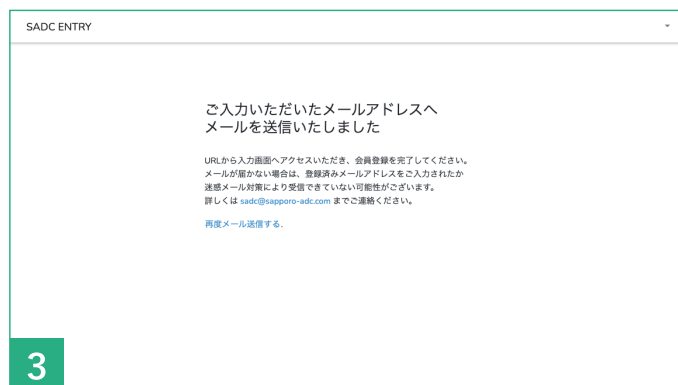 SADC ENTRY
ご入力いただいたメールアドレスへ
メールを送信いたしました
URLから入力画面へアクセスいただき、会員登録を完了してください。
メールが届かない場合は、登録済みメールアドレスをご入力されたか
迷惑メール対策により受信できていない可能性がございます。
詳しくは sadc@sapporo-adc.com までご連絡ください。
再度メール送信する.
3